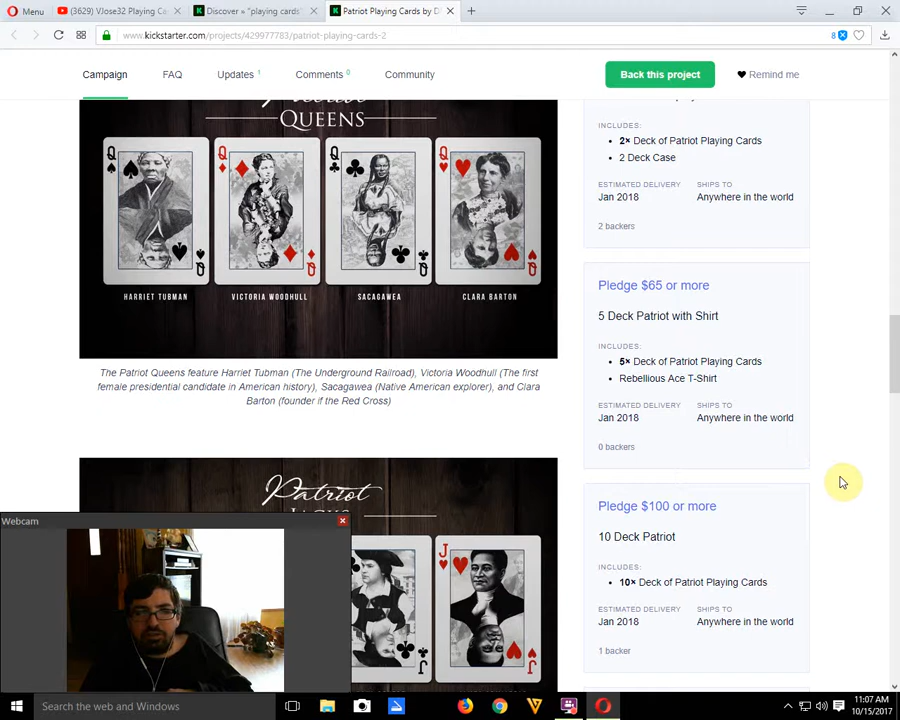 Menu
(3629) VJose32 Playing Ca
Discover » "playing cards"
Patriot Playing Cards by D
www.kickstarter.com/projects/429977783/patriot-playing-cards-2
8
Campaign
FAQ
Updates 1
Comments 0
Community
Back this project
Remind me
QUEENS
Q
Q
Q
Q
Q
Q
Q
Q
HARRIET TUBMAN
VICTORIA WOODHULL
SACAGAWEA
CLARA BARTON
The Patriot Queens feature Harriet Tubman (The Underground Railroad), Victoria Woodhull (The first
female presidential candidate in American history), Sacagawea (Native American explorer), and Clara
Barton (founder if the Red Cross)
Patriot
J
J
J
INCLUDES:
2× Deck of Patriot Playing Cards
2 Deck Case
ESTIMATED DELIVERY
SHIPS TO
Jan 2018
Anywhere in the world
2 backers
Pledge $65 or more
5 Deck Patriot with Shirt
INCLUDES:
5× Deck of Patriot Playing Cards
Rebellious Ace T-Shirt
ESTIMATED DELIVERY
SHIPS TO
Jan 2018
Anywhere in the world
0 backers
Pledge $100 or more
10 Deck Patriot
INCLUDES:
10× Deck of Patriot Playing Cards
ESTIMATED DELIVERY
SHIPS TO
Jan 2018
Anywhere in the world
1 backer
Webcam
Search the web and Windows
11:07 AM
10/15/2017